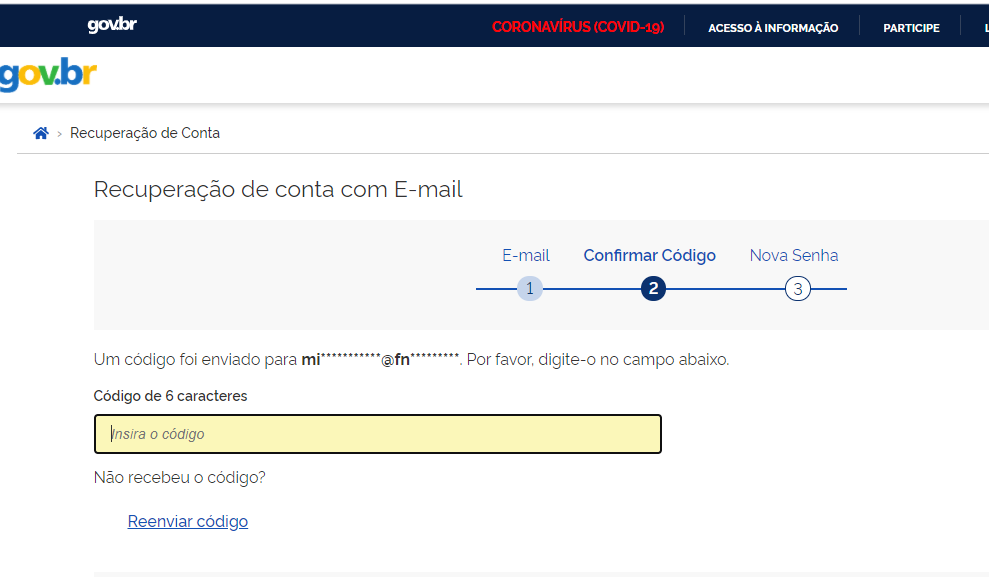 gov.br
CORONAVÍRUS (COVID-19)
ACESSO À INFORMAÇÃO
PARTICIPE
gov.br
Recuperação de Conta
Recuperação de conta com E-mail
E-mail
Confirmar Código
Nova Senha
1
2
3
Um código foi enviado para mi***********@fn*********. Por favor, digite-o no campo abaixo.
Código de 6 caracteres
Insira o código
Não recebeu o código?
Reenviar código